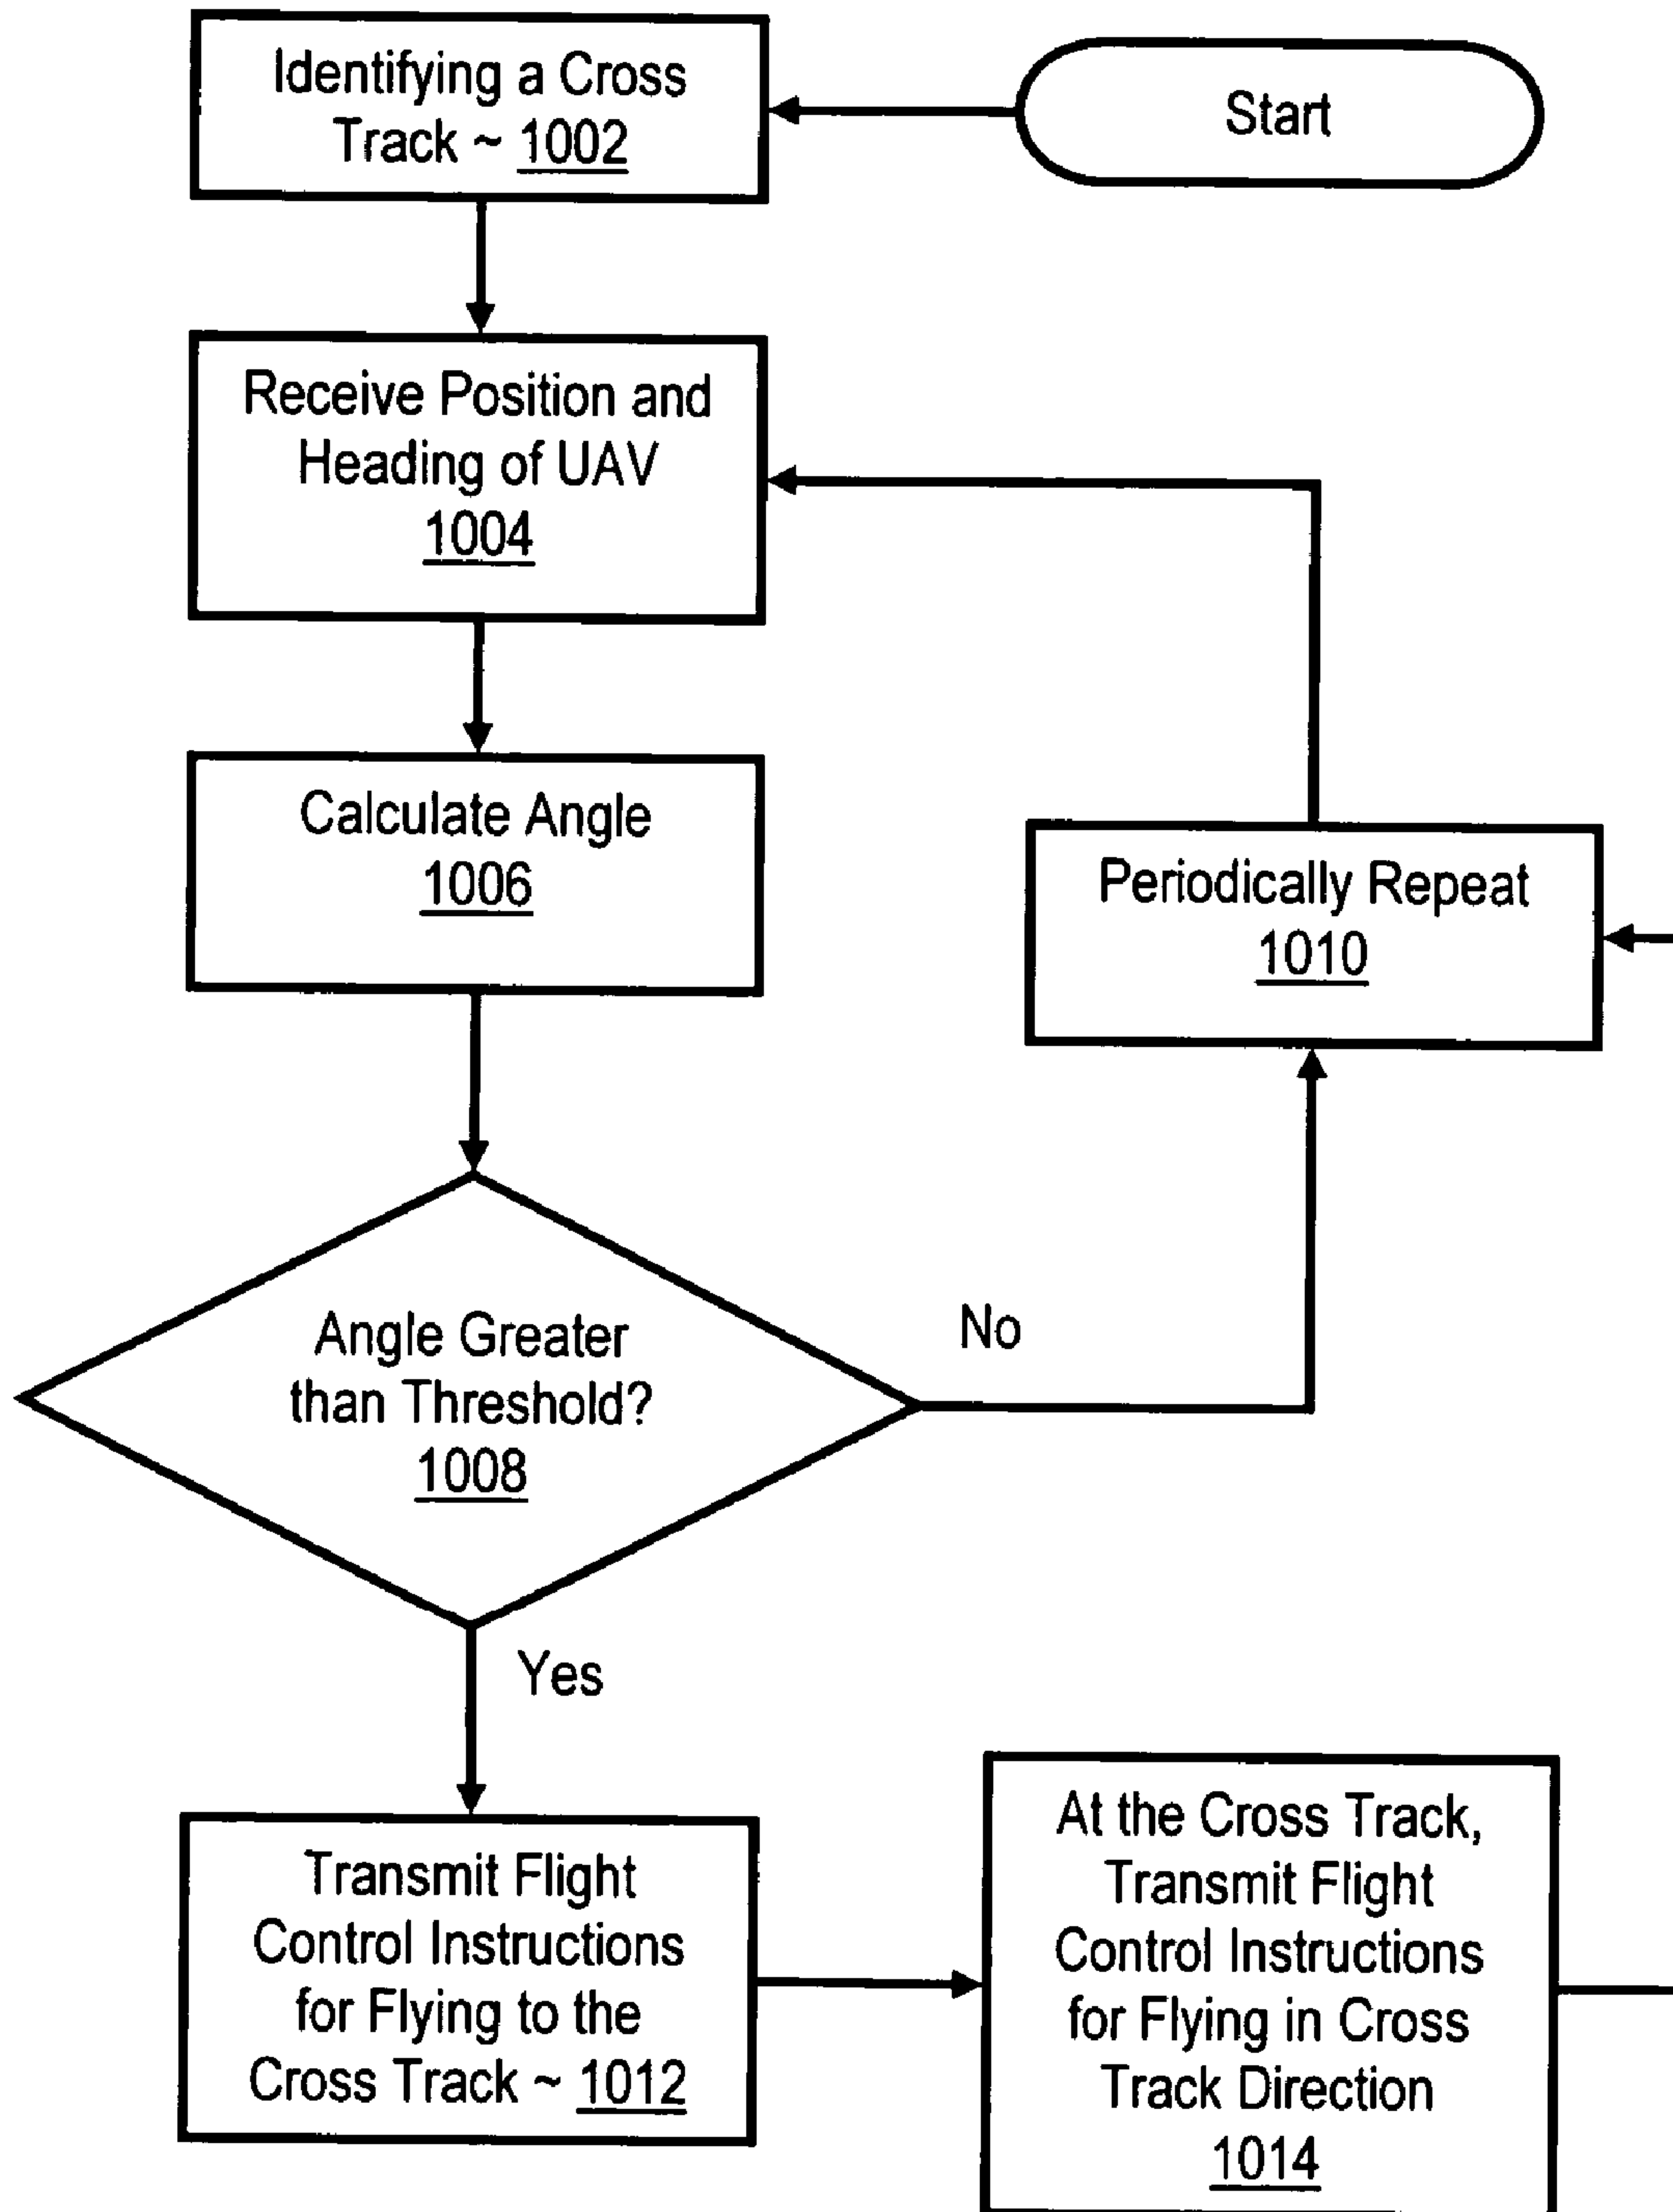 Start
Identifying a Cross
Track ~ 1002
Receive Position and
Heading of UAV
1004
Calculate Angle
1006
Periodically Repeat
1010
Angle Greater
than Threshold?
1008
No
Yes
Transmit Flight
Control Instructions
for Flying to the
Cross Track ~ 1012
At the Cross Track,
Transmit Flight
Control Instructions
for Flying in Cross
Track Direction
1014